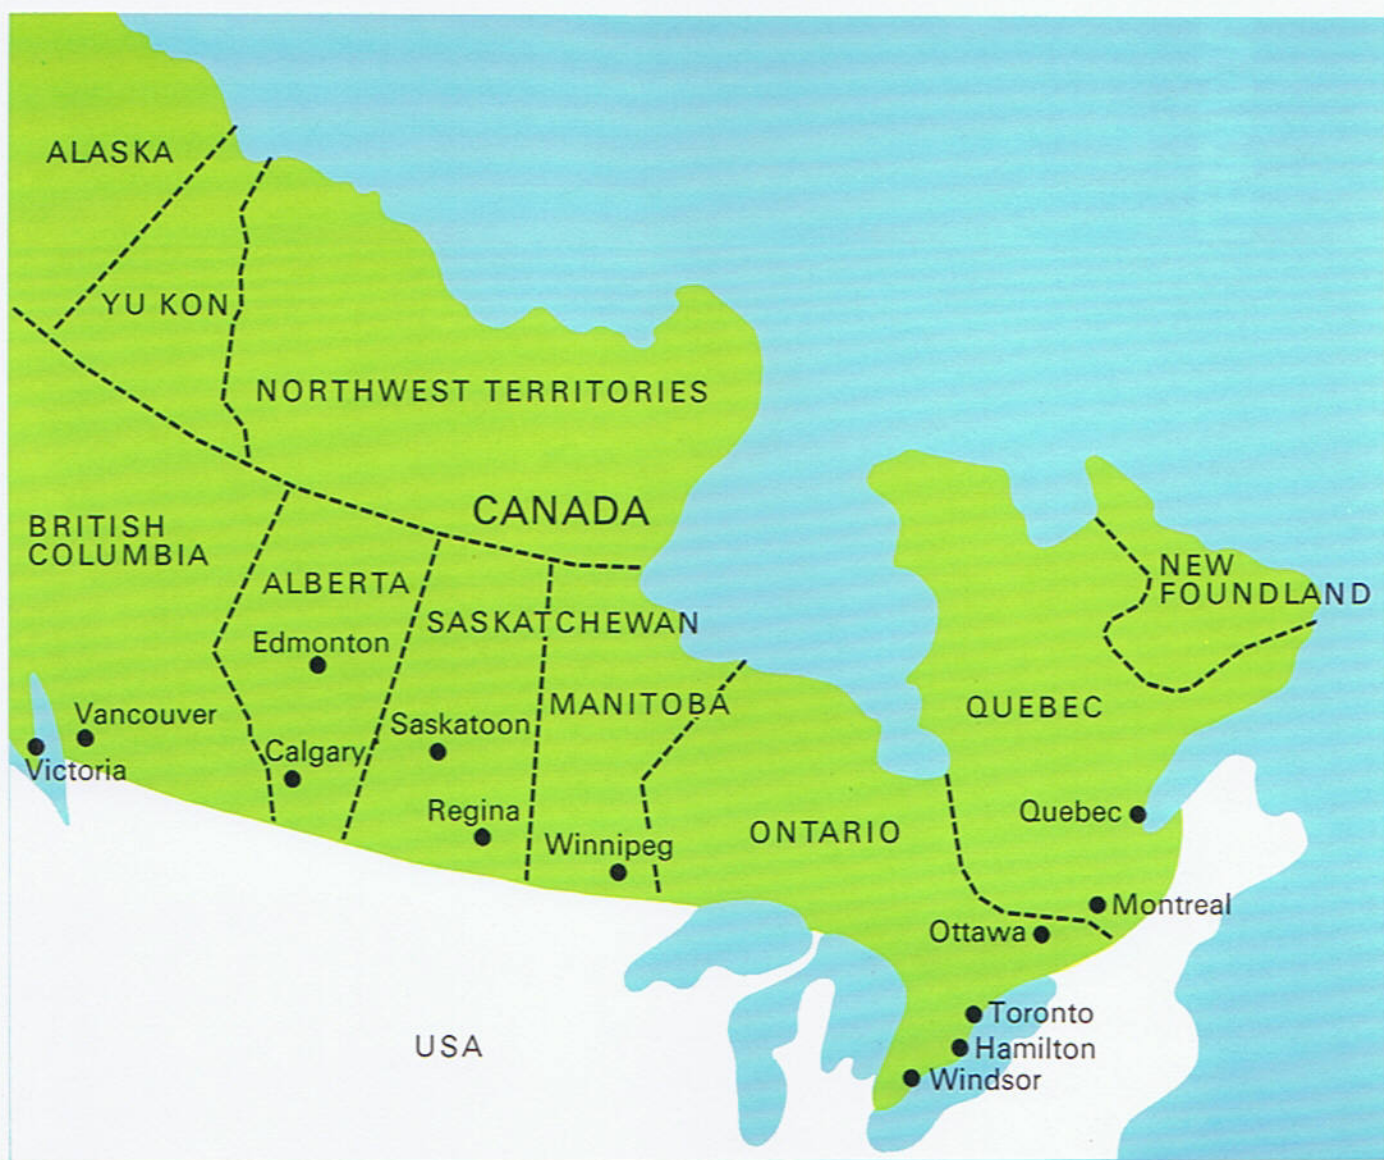 ALASKA
YU KON
NORTHWEST TERRITORIES
CANADA
BRITISH
COLUMBIA
ALBERTA
Edmonton
SASKATCHEWAN
NEW
FOUNDLAND
MANITOBA
QUEBEC
Vancouver
Victoria
Calgary
Saskatoon
Regina
Winnipeg
ONTARIO
Quebec
Montreal
Ottawa
Toronto
Hamilton
Windsor
USA